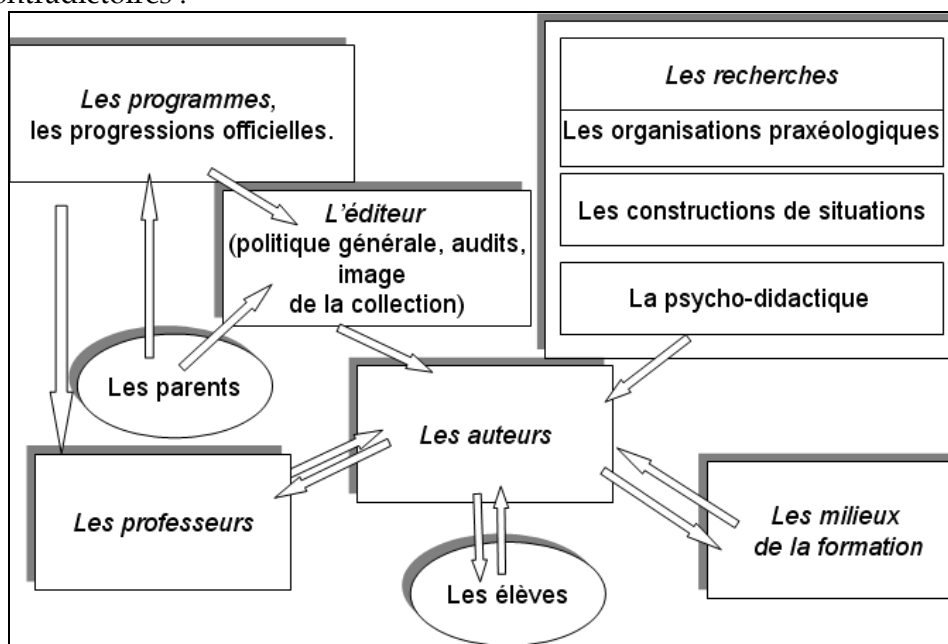 ontradictoires :
Les programmes,
les progressions officielles.
L'éditeur
(politique générale, audits,
image
de la collection)
Les parents
Les recherches
Les organisations praxéologiques
Les constructions de situations
La psycho-didactique
Les auteurs
Les professeurs
Les élèves
Les milieux
de la formation